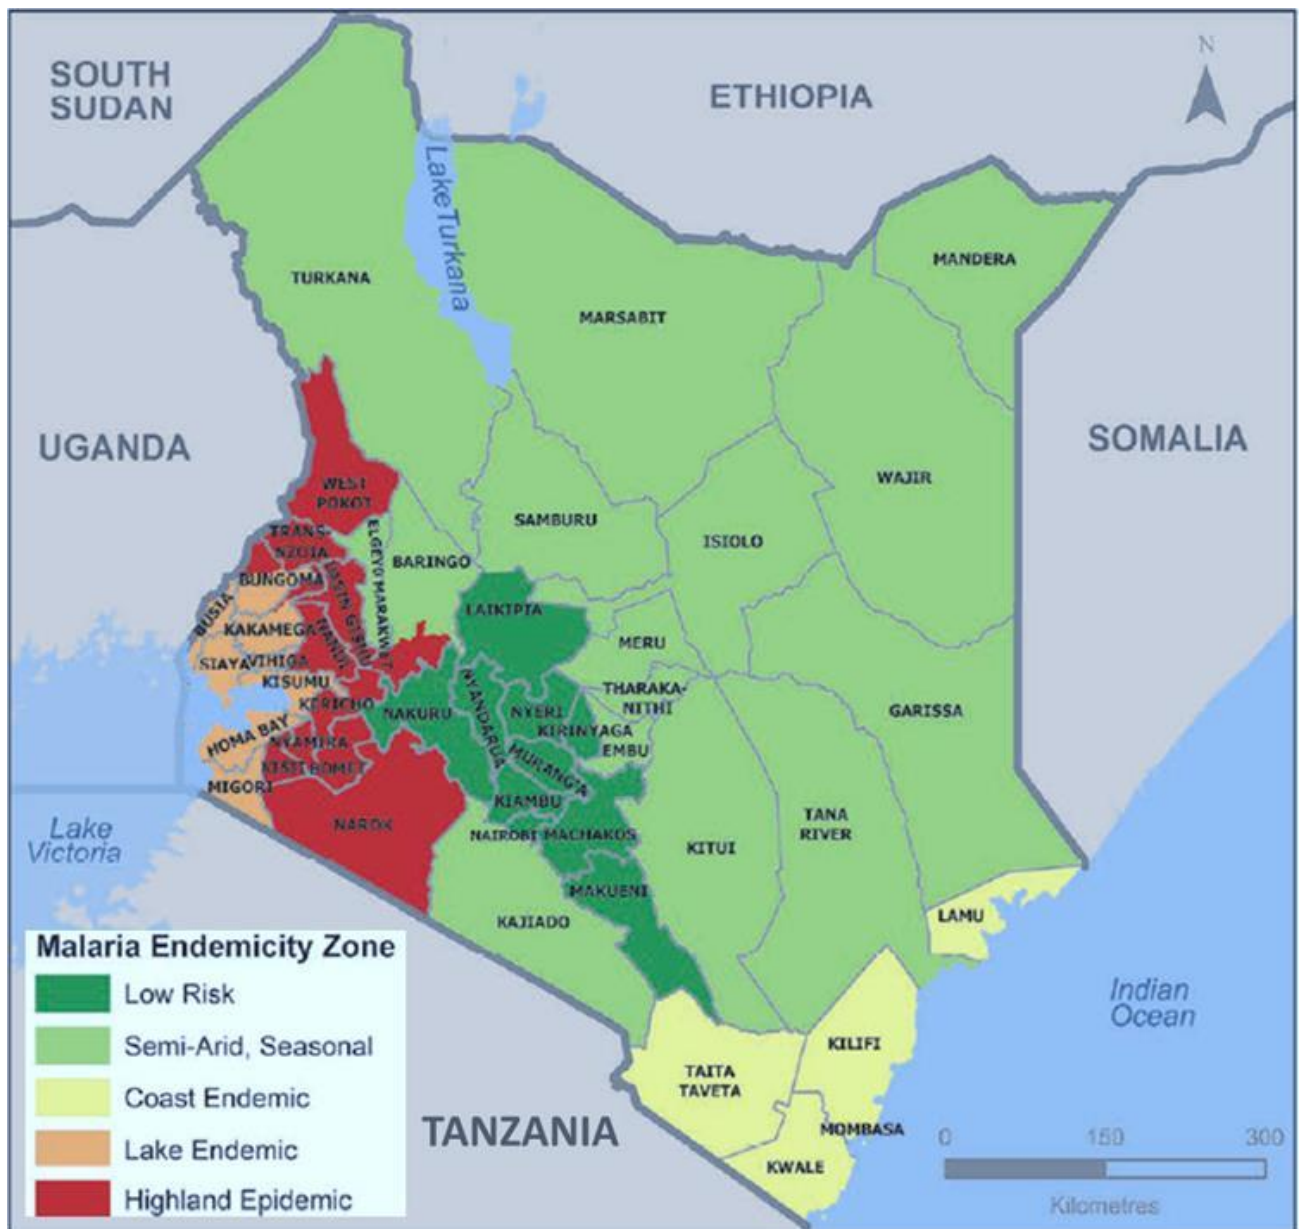 SOUTH
SUDAN
ETHIOPIA
N
Lake Turkana
TURKANA
MARSABIT
MANDERA
UGANDA
SOMALIA
WEST
POKOT
WAJIR
SAMBURU
ISIOLO
TRANS-
NZOIA
ELGEYO MARAKWET
BARINGO
BUNGOMA
UASIN GISHU
BUSIA
LAIKIPIA
KAKAMEGA
NANDI
MERU
SIAYA
VIHIGA
KISUMU
THARAKA-
NITHI
KERICHO
NAKURU
NYANDARUA
NYERI
KIRINYAGA
GARISSA
HOMA BAY
NYAMIRA
EMBU
KISII
BOMET
MURANG'A
MIGORI
KIAMBU
NAROK
NAIROBI
MACHAKOS
KITUI
TANA
RIVER
Lake
Victoria
MAKUENI
KAJIADO
LAMU
Malaria Endemicity Zone
Low Risk
Semi-Arid, Seasonal
Coast Endemic
Lake Endemic
Highland Epidemic
Indian
Ocean
KILIFI
TAITA
TAVETA
TANZANIA
MOMBASA
KWALE
0 150 300
Kilometres